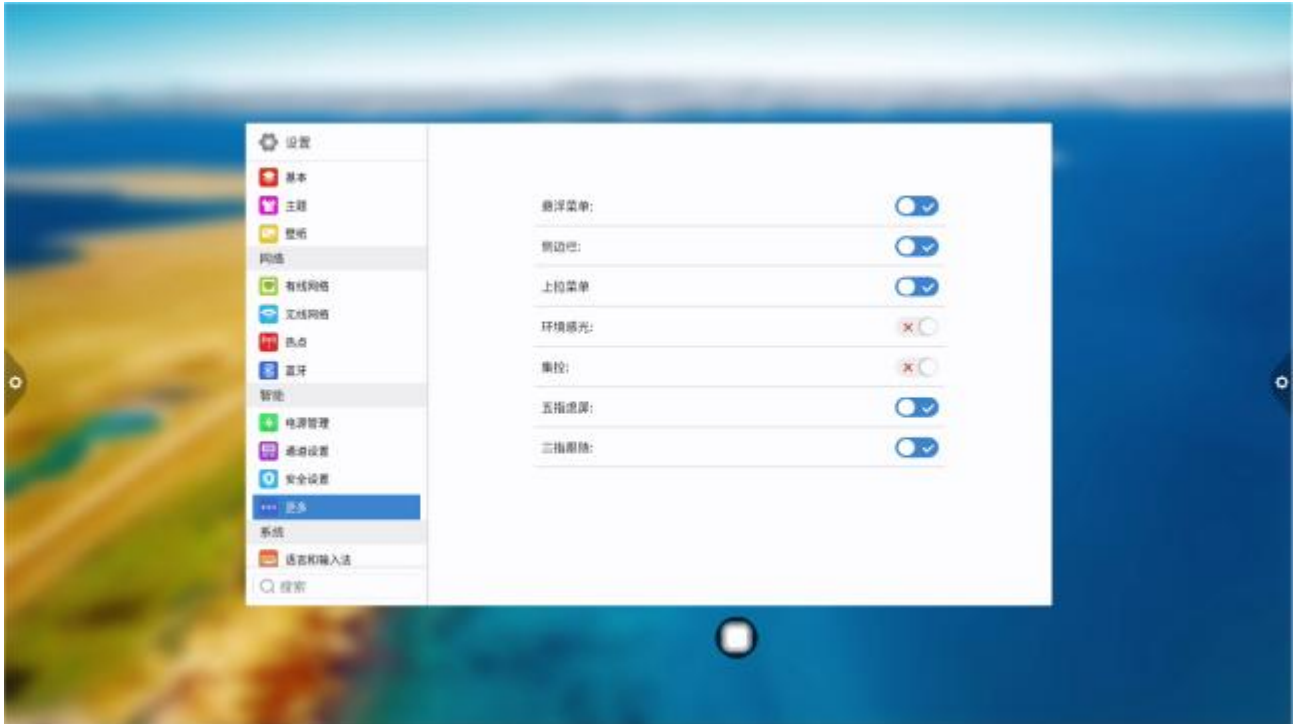 设置
基本
主题
壁纸
网络
有线网络
无线网络
热点
蓝牙
智能
电源管理
通道设置
安全设置
更多
系统
语言和输入法
搜索
悬浮菜单:
侧边栏:
上拉菜单
环境感光:
集控:
五指息屏:
三指跟随: